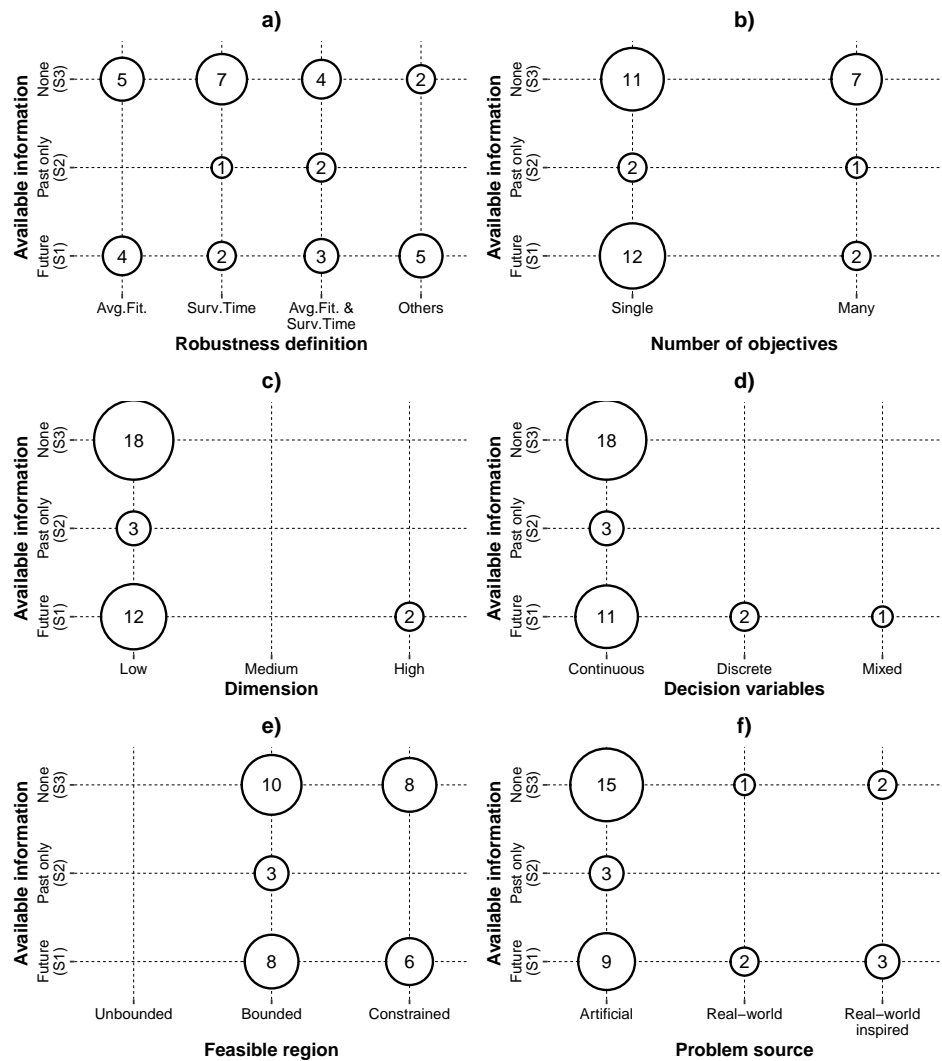 a)
Available information
None
(S3)
Past only
(S2)
Future
(S1)
5
7
4
2
1
2
4
2
3
5
Avg.Fit.
Surv.Time
Avg.Fit. &
Surv.Time
Others
Robustness definition
b)
Available information
None
(S3)
Past only
(S2)
Future
(S1)
11
7
2
1
12
2
Single
Many
Number of objectives
c)
Available information
None
(S3)
Past only
(S2)
Future
(S1)
18
3
12
2
Low
Medium
High
Dimension
d)
Available information
None
(S3)
Past only
(S2)
Future
(S1)
18
3
11
2
1
Continuous
Discrete
Mixed
Decision variables
e)
Available information
None
(S3)
Past only
(S2)
Future
(S1)
10
8
3
8
6
Unbounded
Bounded
Constrained
Feasible region
f)
Available information
None
(S3)
Past only
(S2)
Future
(S1)
15
1
2
3
9
2
3
Artificial
Real−world
Real−world
inspired
Problem source